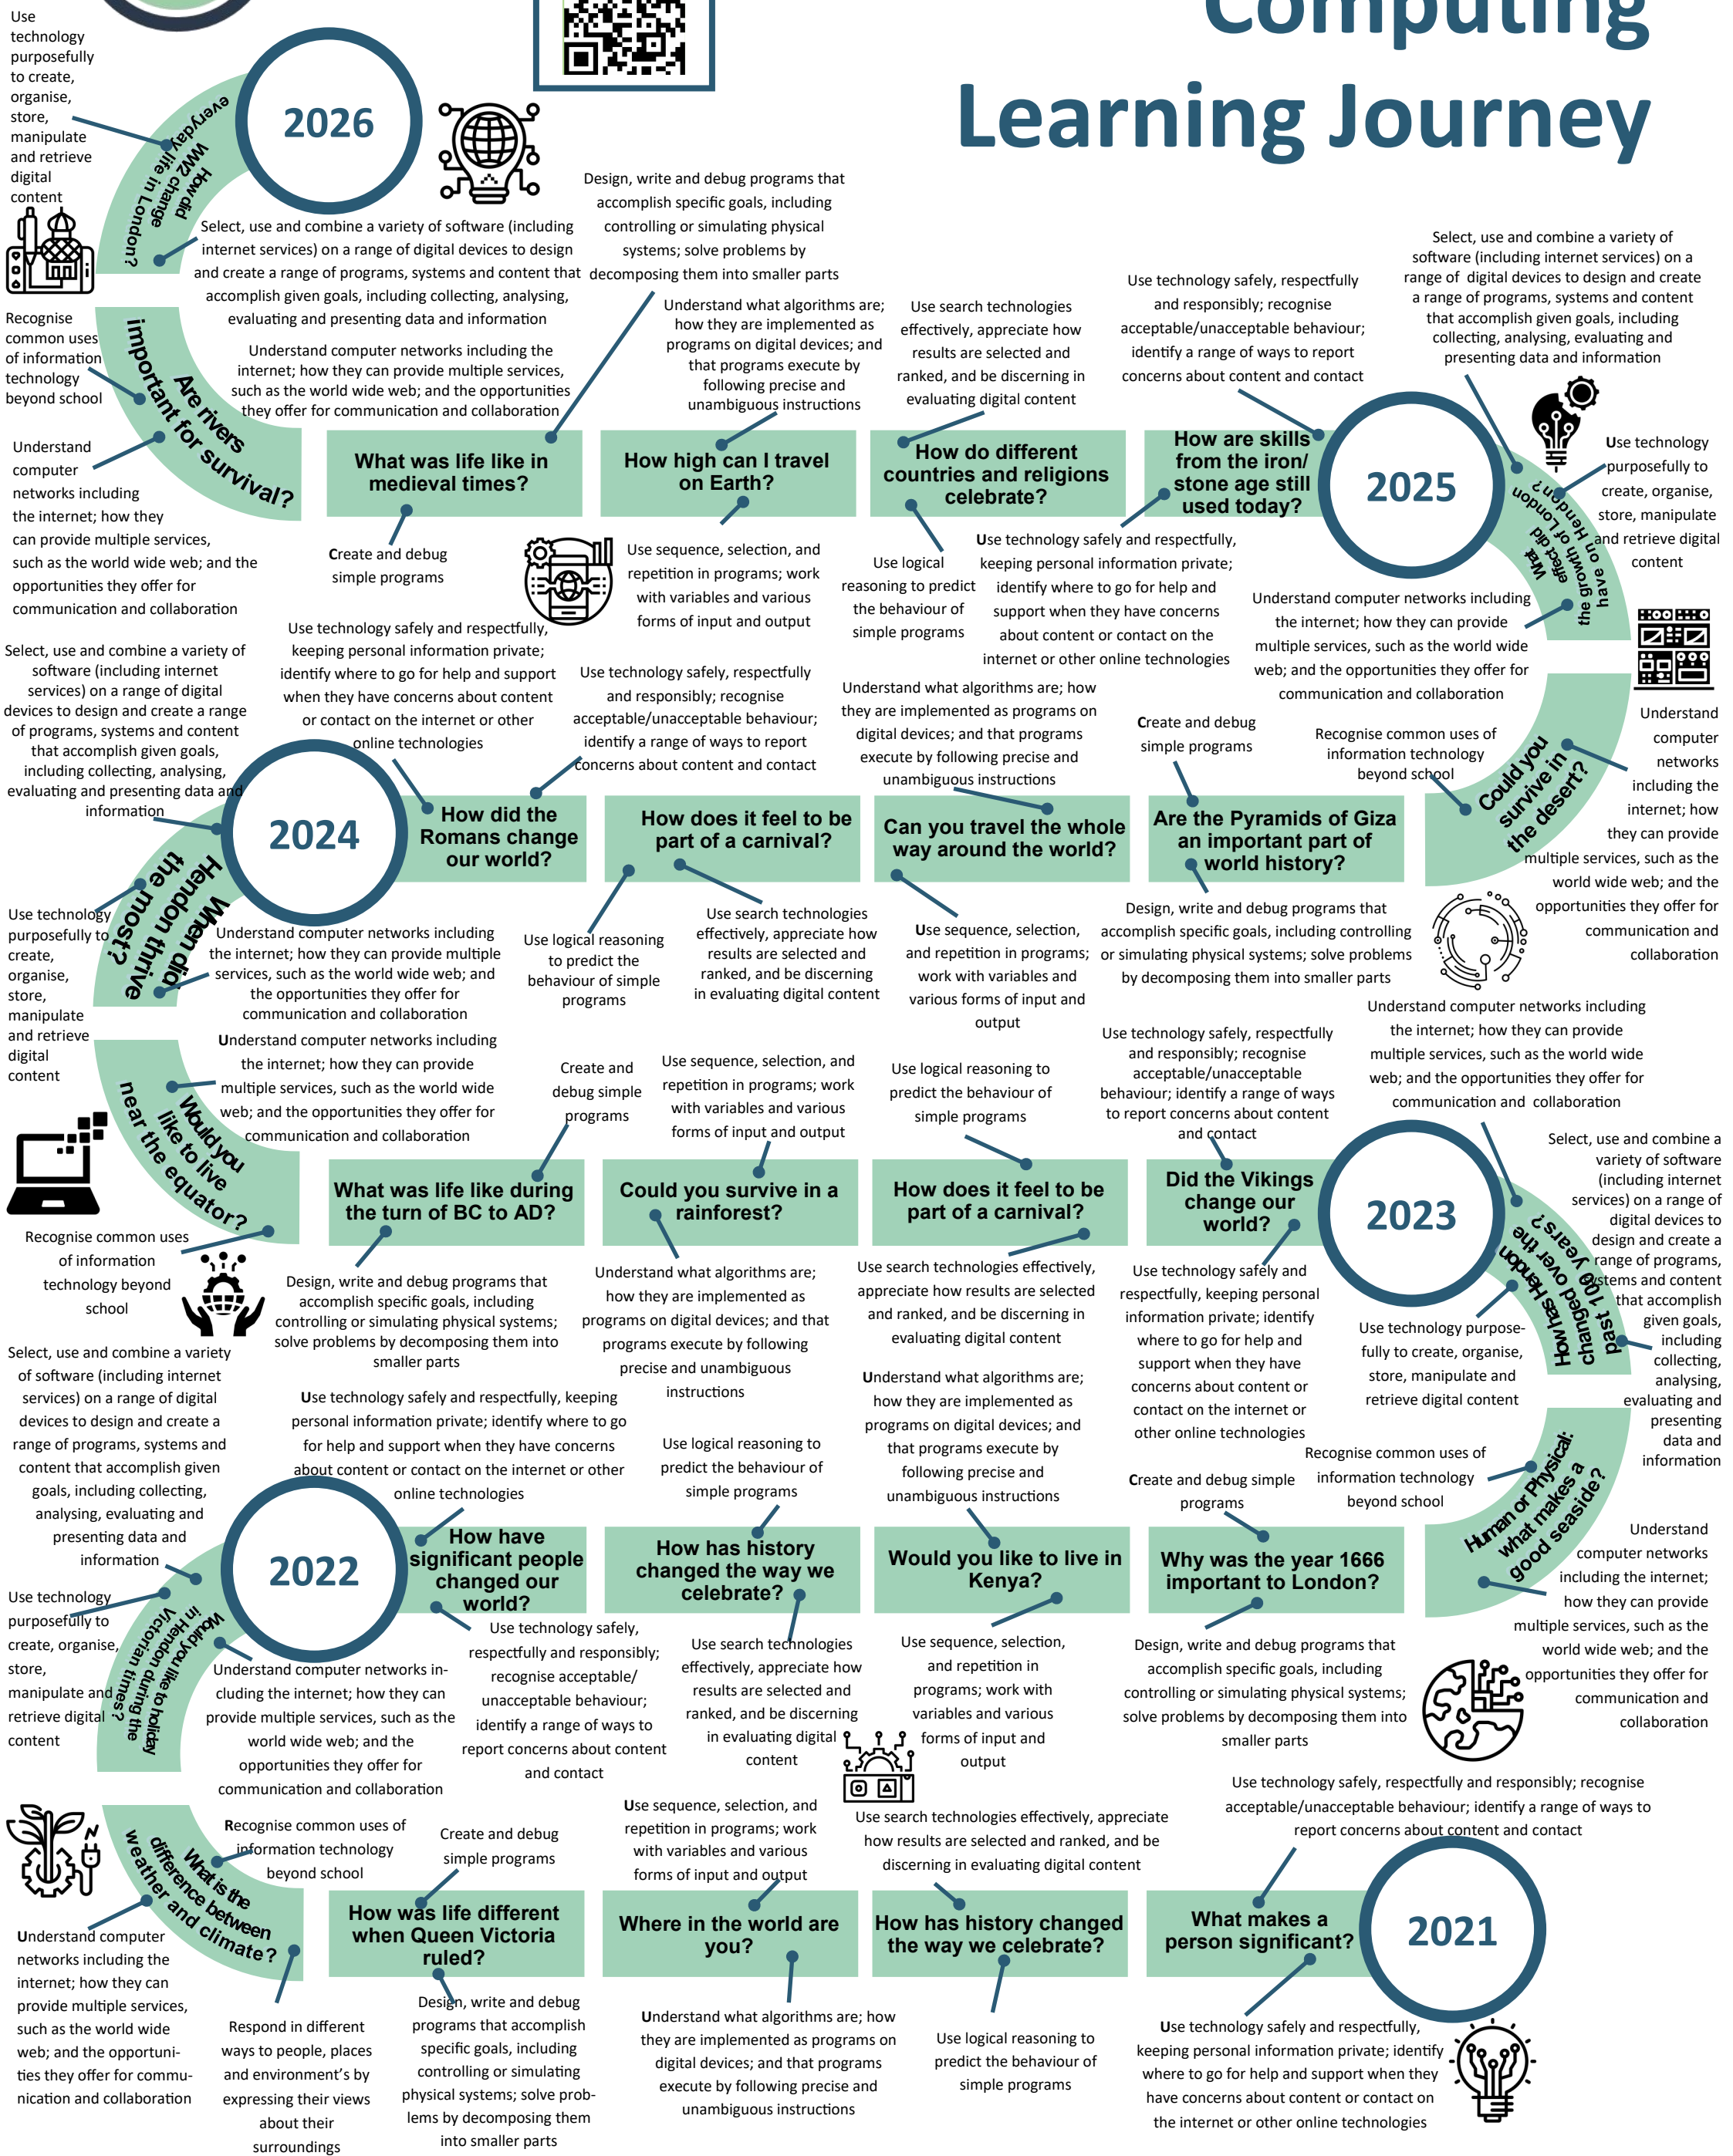 Computing
Learning Journey
Use
technology
purposefully
to create,
organise,
store,
manipulate
and retrieve
digital
content
2026
How did
WW2 change
everyday life in London?
Select, use and combine a variety of software (including
internet services) on a range of digital devices to design
and create a range of programs, systems and content that
accomplish given goals, including collecting, analysing,
evaluating and presenting data and information
Recognise
common uses
of information
technology
beyond school
Are rivers
important for survival?
Understand computer networks including the
internet; how they can provide multiple services,
such as the world wide web; and the opportunities
they offer for communication and collaboration
Understand
computer
networks including
the internet; how they
can provide multiple services,
such as the world wide web; and the
opportunities they offer for
communication and collaboration
Design, write and debug programs that
accomplish specific goals, including
controlling or simulating physical
systems; solve problems by
decomposing them into smaller parts
What was life like in
medieval times?
Create and debug
simple programs
Understand what algorithms are;
how they are implemented as
programs on digital devices; and
that programs execute by
following precise and
unambiguous instructions
How high can I travel
on Earth?
Use sequence, selection, and
repetition in programs; work
with variables and various
forms of input and output
Use search technologies
effectively, appreciate how
results are selected and
ranked, and be discerning in
evaluating digital content
How do different
countries and religions
celebrate?
Use logical
reasoning to predict
the behaviour of
simple programs
Use technology safely, respectfully
and responsibly; recognise
acceptable/unacceptable behaviour;
identify a range of ways to report
concerns about content and contact
How are skills
from the iron/
stone age still
used today?
Use technology safely and respectfully,
keeping personal information private;
identify where to go for help and
support when they have concerns
about content or contact on the
internet or other online technologies
2025
Select, use and combine a variety of
software (including internet services) on a
range of digital devices to design and create
a range of programs, systems and content
that accomplish given goals, including
collecting, analysing, evaluating and
presenting data and information
What
effect did
the growth of London
have on Hendon?
Use technology
purposefully to
create, organise,
store, manipulate
and retrieve digital
content
Understand computer networks including
the internet; how they can provide
multiple services, such as the world wide
web; and the opportunities they offer for
communication and collaboration
Could you
survive in
the desert?
Recognise common uses of
information technology
beyond school
Understand
computer
networks
including the
internet; how
they can provide
multiple services, such as the
world wide web; and the
opportunities they offer for
communication and
collaboration
Create and debug
simple programs
Are the Pyramids of Giza
an important part of
world history?
Design, write and debug programs that
accomplish specific goals, including controlling
or simulating physical systems; solve problems
by decomposing them into smaller parts
Understand what algorithms are; how
they are implemented as programs on
digital devices; and that programs
execute by following precise and
unambiguous instructions
Can you travel the whole
way around the world?
Use sequence, selection,
and repetition in programs;
work with variables and
various forms of input and
output
How does it feel to be
part of a carnival?
Use logical reasoning
to predict the
behaviour of simple
programs
Use search technologies
effectively, appreciate how
results are selected and
ranked, and be discerning
in evaluating digital content
Use technology safely and respectfully,
keeping personal information private;
identify where to go for help and support
when they have concerns about content
or contact on the internet or other
online technologies
Use technology safely, respectfully
and responsibly; recognise
acceptable/unacceptable behaviour;
identify a range of ways to report
concerns about content and contact
How did the
Romans change
our world?
2024
Select, use and combine a variety of
software (including internet
services) on a range of digital
devices to design and create a range
of programs, systems and content
that accomplish given goals,
including collecting, analysing,
evaluating and presenting data and
information
When did
Hendon thrive
the most?
Use technology
purposefully to
create,
organise,
store,
manipulate
and retrieve
digital
content
Understand computer networks including
the internet; how they can provide multiple
services, such as the world wide web; and
the opportunities they offer for
communication and collaboration
Understand computer networks including
the internet; how they can provide
multiple services, such as the world wide
web; and the opportunities they offer for
communication and collaboration
Would you
like to live
near the equator?
Recognise common uses
of information
technology beyond
school
Create and
debug simple
programs
What was life like during
the turn of BC to AD?
Design, write and debug programs that
accomplish specific goals, including
controlling or simulating physical systems;
solve problems by decomposing them into
smaller parts
Use sequence, selection, and
repetition in programs; work
with variables and various
forms of input and output
Could you survive in a
rainforest?
Understand what algorithms are;
how they are implemented as
programs on digital devices; and that
programs execute by following
precise and unambiguous
instructions
Use logical reasoning to
predict the behaviour of
simple programs
How does it feel to be
part of a carnival?
Use search technologies effectively,
appreciate how results are selected
and ranked, and be discerning in
evaluating digital content
Use technology safely, respectfully
and responsibly; recognise
acceptable/unacceptable
behaviour; identify a range of ways
to report concerns about content
and contact
Did the Vikings
change our
world?
Use technology safely and
respectfully, keeping personal
information private; identify
where to go for help and
support when they have
concerns about content or
contact on the internet or
other online technologies
2023
Understand computer networks including
the internet; how they can provide
multiple services, such as the world wide
web; and the opportunities they offer for
communication and collaboration
How has Hendon
changed over the
past 100 years?
Select, use and combine a
variety of software
(including internet
services) on a range of
digital devices to
design and create a
range of programs,
systems and content
that accomplish
given goals,
including
collecting,
analysing,
evaluating and
presenting
data and
information
Use technology purpose-
fully to create, organise,
store, manipulate and
retrieve digital content
Human or Physical:
what makes a
good seaside?
Recognise common uses of
information technology
beyond school
Understand
computer networks
including the internet;
how they can provide
multiple services, such as the
world wide web; and the
opportunities they offer for
communication and
collaboration
Create and debug simple
programs
Why was the year 1666
important to London?
Design, write and debug programs that
accomplish specific goals, including
controlling or simulating physical systems;
solve problems by decomposing them into
smaller parts
Understand what algorithms are;
how they are implemented as
programs on digital devices; and
that programs execute by
following precise and
unambiguous instructions
Would you like to live in
Kenya?
Use sequence, selection,
and repetition in
programs; work with
variables and various
forms of input and
output
Use logical reasoning to
predict the behaviour of
simple programs
How has history
changed the way we
celebrate?
Use search technologies
effectively, appreciate how
results are selected and
ranked, and be discerning
in evaluating digital
content
Use technology safely and respectfully, keeping
personal information private; identify where to go
for help and support when they have concerns
about content or contact on the internet or other
online technologies
How have
significant people
changed our
world?
Use technology safely,
respectfully and responsibly;
recognise acceptable/
unacceptable behaviour;
identify a range of ways to
report concerns about content
and contact
2022
Select, use and combine a variety
of software (including internet
services) on a range of digital
devices to design and create a
range of programs, systems and
content that accomplish given
goals, including collecting,
analysing, evaluating and
presenting data and
information
Use technology
purposefully to
create, organise,
store,
manipulate and
retrieve digital
content
Would you like to holiday
in Hendon during the
Victorian times?
Understand computer networks in-
cluding the internet; how they can
provide multiple services, such as the
world wide web; and the
opportunities they offer for
communication and collaboration
What is the
difference between
weather and climate?
Recognise common uses of
information technology
beyond school
Understand computer
networks including the
internet; how they can
provide multiple services,
such as the world wide
web; and the opportuni-
ties they offer for commu-
nication and collaboration
Respond in different
ways to people, places
and environment's by
expressing their views
about their
surroundings
Create and debug
simple programs
How was life different
when Queen Victoria
ruled?
Design, write and debug
programs that accomplish
specific goals, including
controlling or simulating
physical systems; solve prob-
lems by decomposing them
into smaller parts
Use sequence, selection, and
repetition in programs; work
with variables and various
forms of input and output
Where in the world are
you?
Understand what algorithms are; how
they are implemented as programs on
digital devices; and that programs
execute by following precise and
unambiguous instructions
Use search technologies effectively, appreciate
how results are selected and ranked, and be
discerning in evaluating digital content
How has history changed
the way we celebrate?
Use logical reasoning to
predict the behaviour of
simple programs
Use technology safely, respectfully and responsibly; recognise
acceptable/unacceptable behaviour; identify a range of ways to
report concerns about content and contact
What makes a
person significant?
Use technology safely and respectfully,
keeping personal information private; identify
where to go for help and support when they
have concerns about content or contact on
the internet or other online technologies
2021